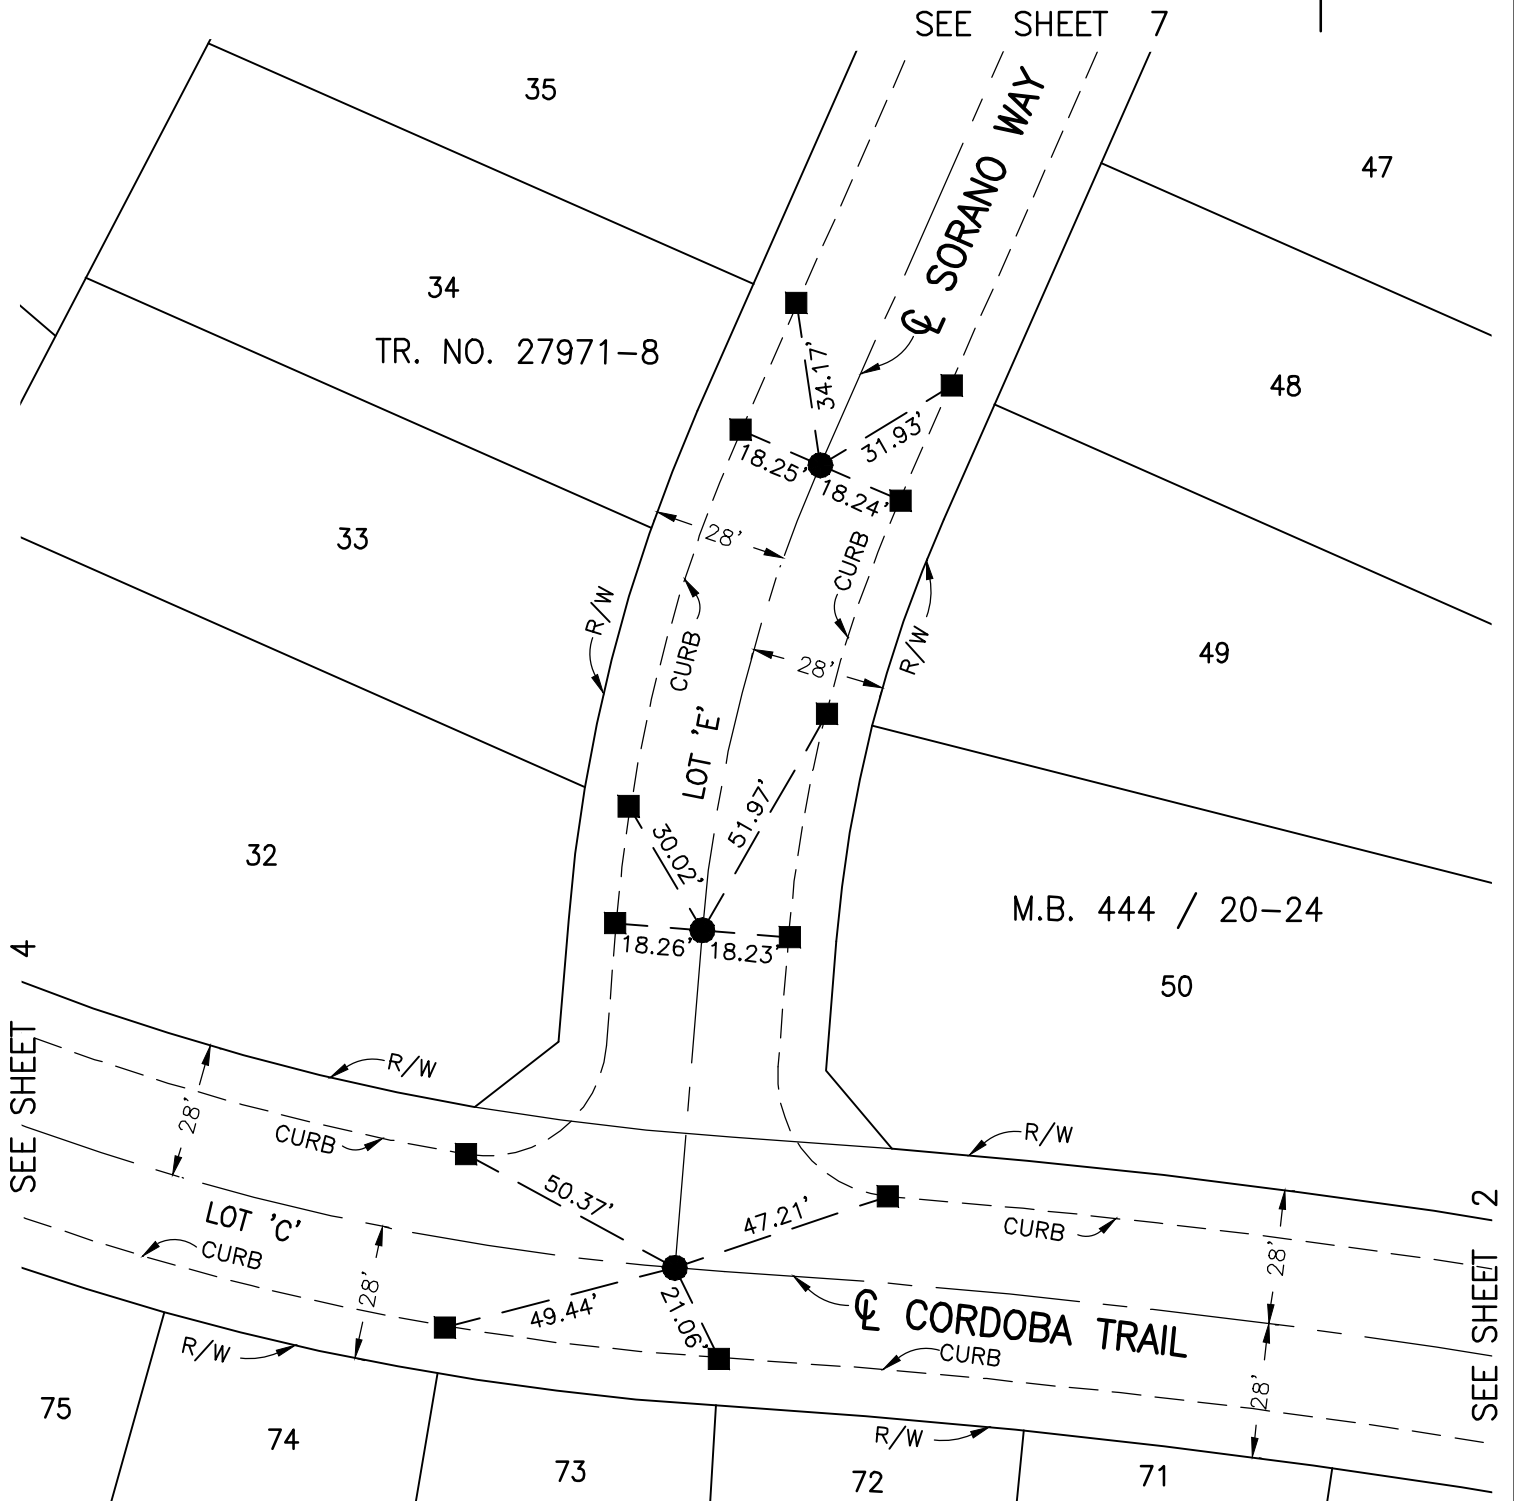 SEE SHEET 7
35
47
℄ SORANO WAY
34
TR. NO. 27971-8
34.17'
48
31.93'
18.25'
18.24'
33
28'
CURB
R/W
CURB
28'
R/W
49
LOT 'E'
51.97'
30.02'
32
M.B. 444 / 20-24
18.26'
18.23'
50
SEE SHEET 4
R/W
28'
CURB
R/W
50.37'
47.21'
LOT 'C'
CURB
CURB
28'
28'
49.44'
21.06'
℄ CORDOBA TRAIL
SEE SHEET 2
R/W
CURB
28'
75
74
73
R/W
72
71